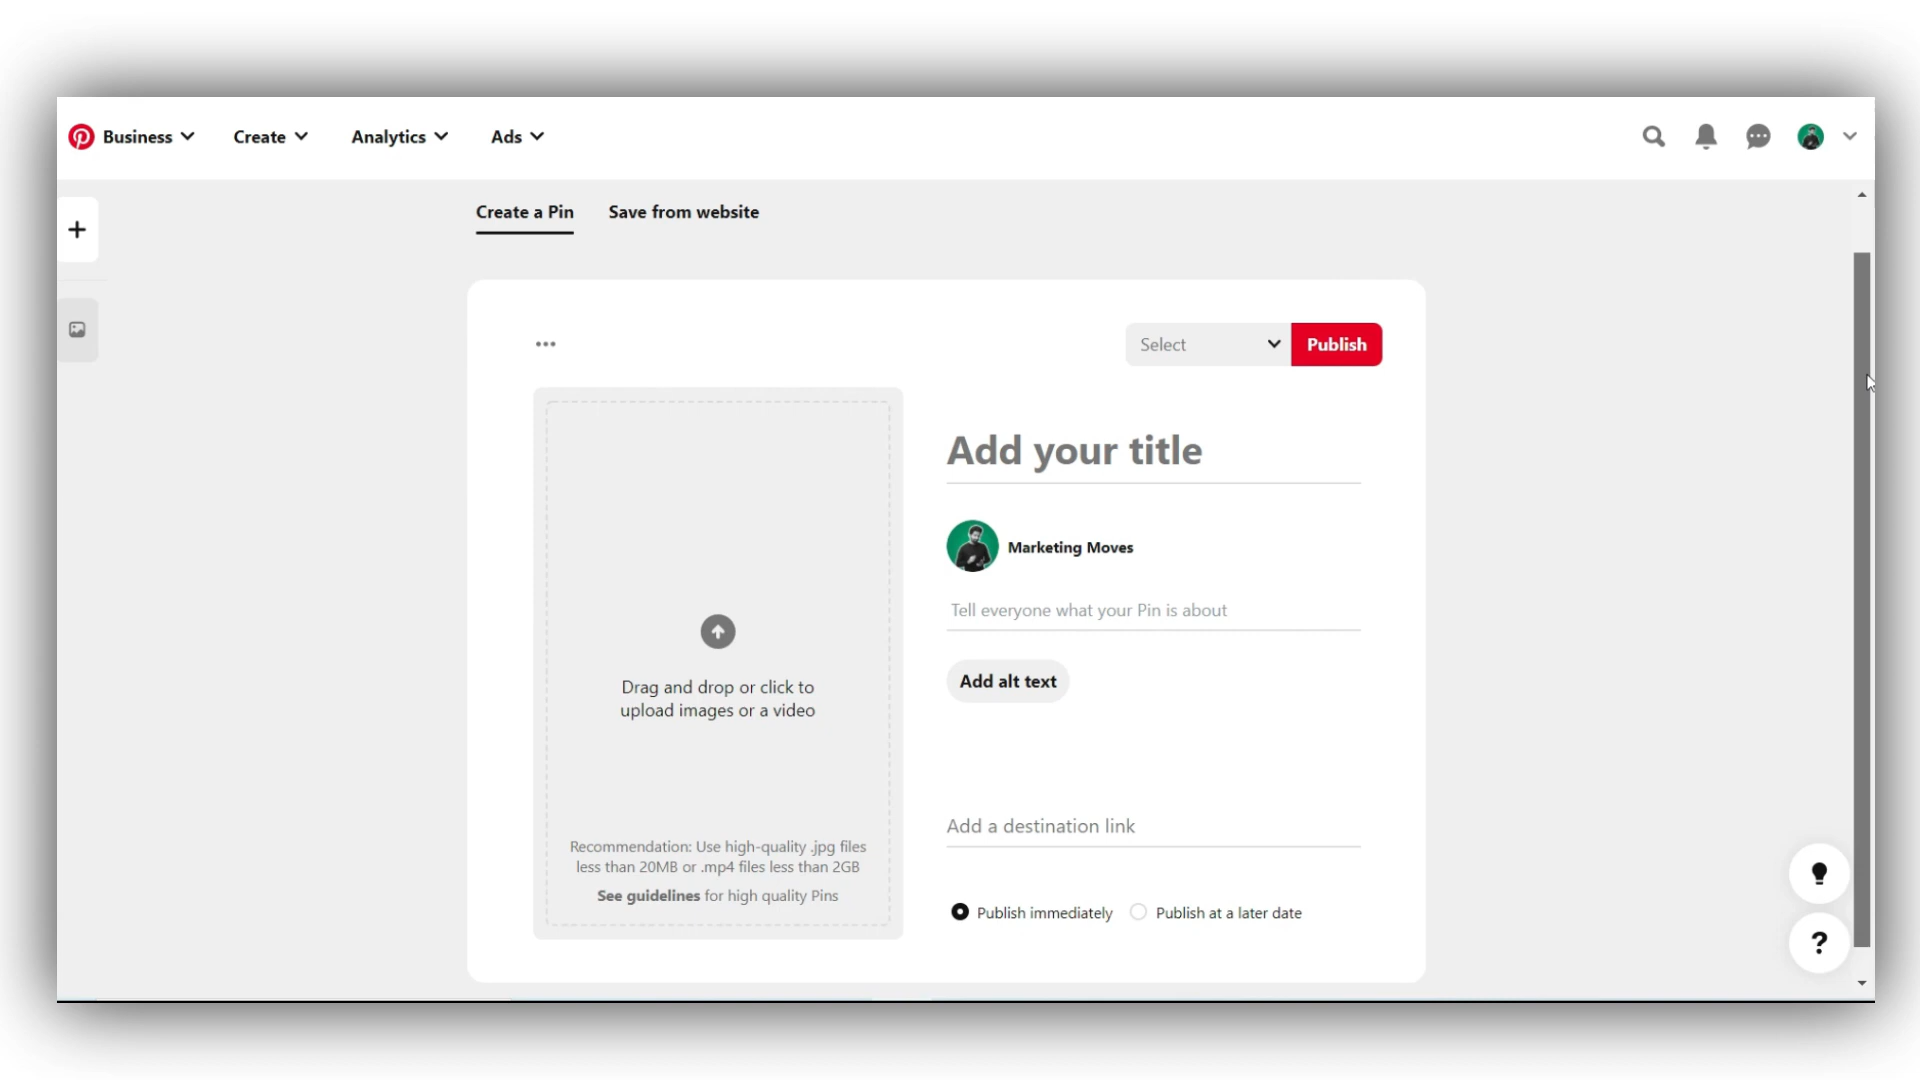 Business
Create
Analytics
Ads
Create a Pin
Save from website
Select
Publish
Add your title
Marketing Moves
Tell everyone what your Pin is about
Add alt text
Drag and drop or click to
upload images or a video
Add a destination link
Recommendation: Use high-quality .jpg files
less than 20MB or .mp4 files less than 2GB
See guidelines for high quality Pins
Publish immediately
Publish at a later date
?